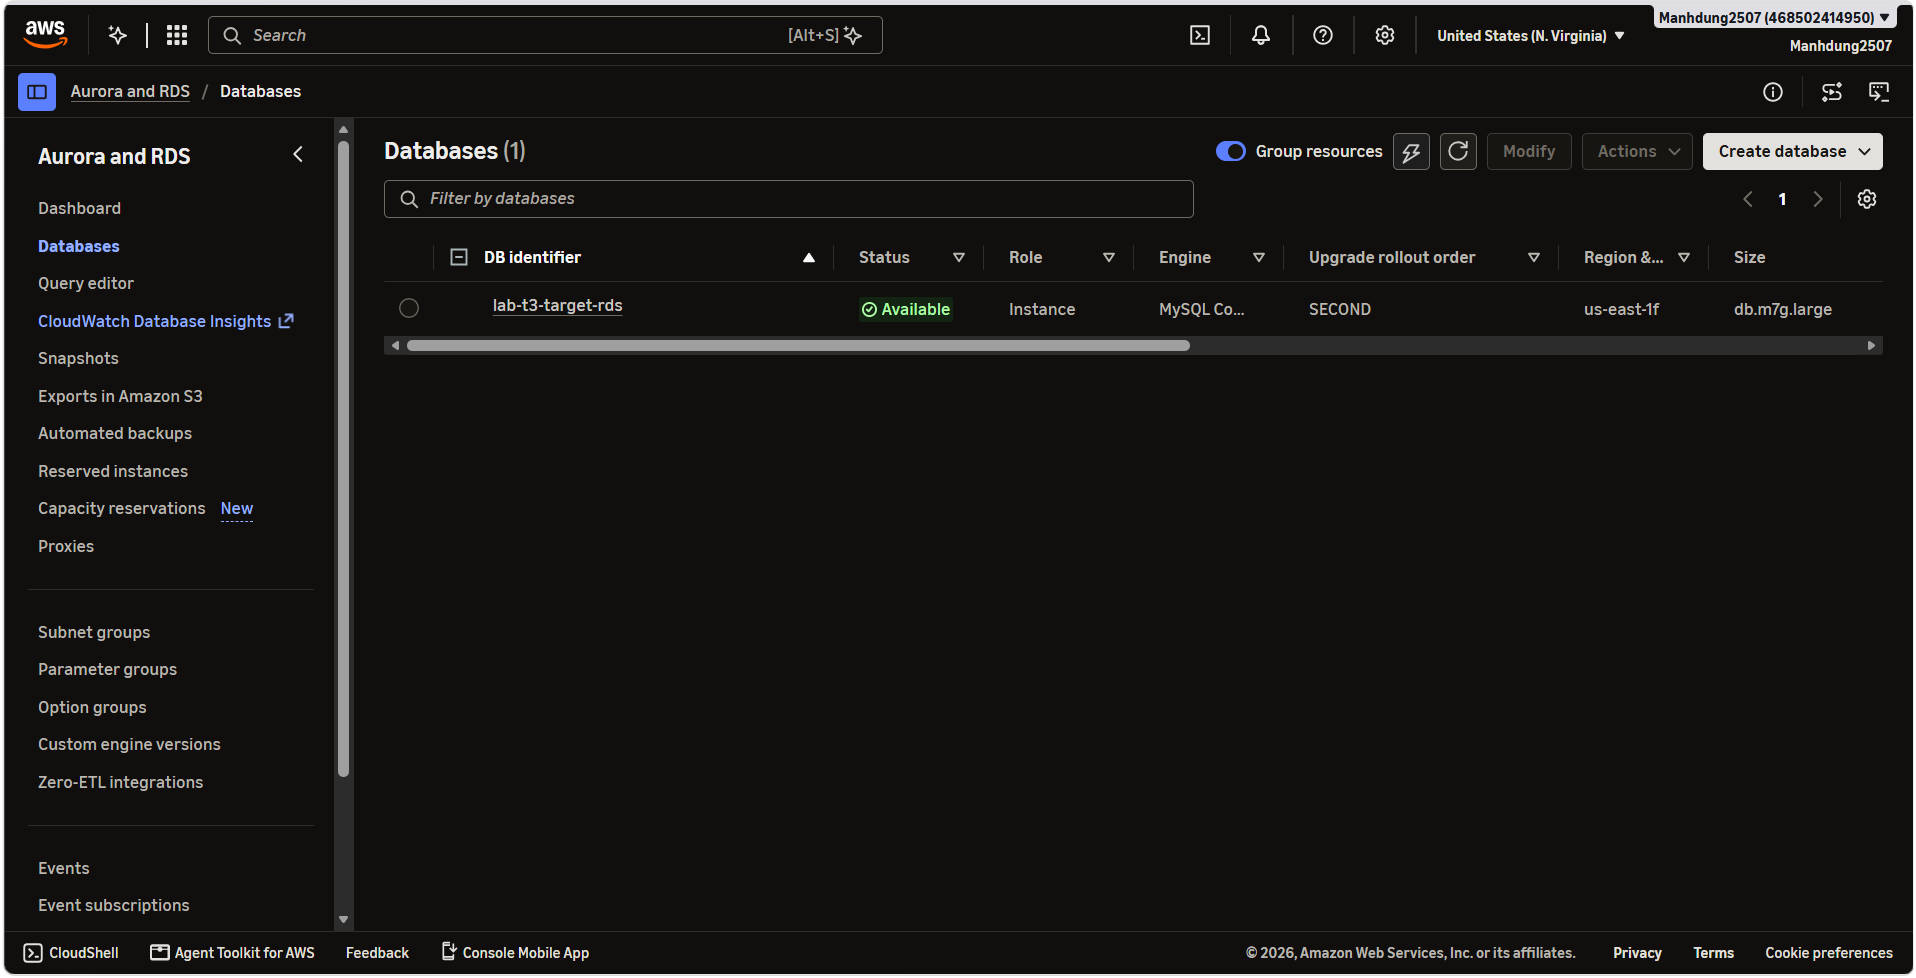 aws
Search [Alt+S]
United States (N. Virginia)
Manhdung2507 (468502414950)
Manhdung2507
Aurora and RDS / Databases
Aurora and RDS
Dashboard
Databases
Query editor
CloudWatch Database Insights
Snapshots
Exports in Amazon S3
Automated backups
Reserved instances
Capacity reservations New
Proxies
Subnet groups
Parameter groups
Option groups
Custom engine versions
Zero-ETL integrations
Events
Event subscriptions
Databases (1)
Group resources
Modify
Actions
Create database
Filter by databases
1
DB identifier Status Role Engine Upgrade rollout order Region &... Size
lab-t3-target-rds Available Instance MySQL Co... SECOND us-east-1f db.m7g.large
CloudShell Agent Toolkit for AWS Feedback Console Mobile App © 2026, Amazon Web Services, Inc. or its affiliates. Privacy Terms Cookie preferences